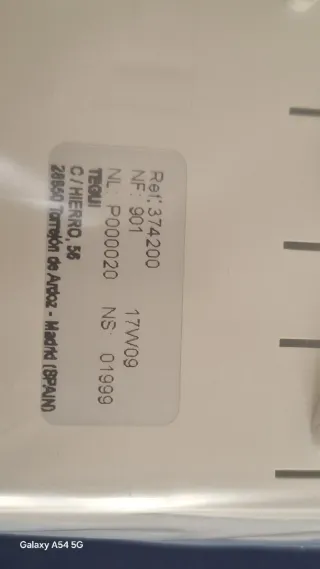 Ref: 374200
NF: 901 17W09
NL: P000020 NS: 01999
TEGUI
C / HIERRO, 56
28850 Torrejón de Ardoz - Madrid (SPAIN)
Galaxy A54 5G